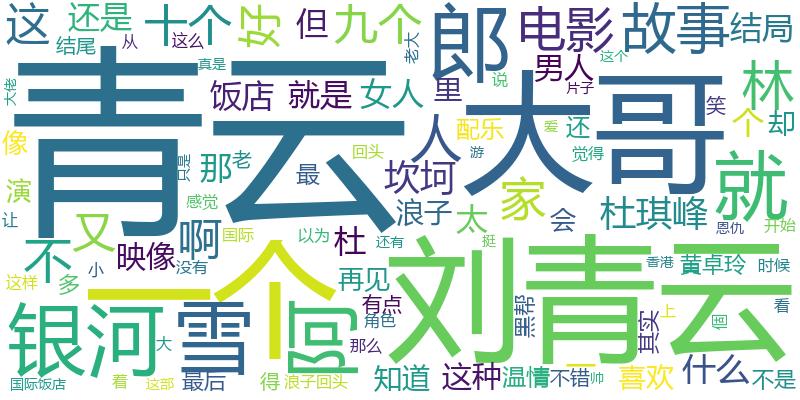 这 还是 十个 好 但 九个 郎 电影 故事 结局
结尾 从 这么 老大
大佬 真是 饭店 就是 女人 里 男人 说 这个 片子 笑 林
青云 大哥
像 那 老 回头 最 人 配乐 还 个 却
演 只是 坎坷 游 爱 觉得 就
让 感觉 浪子 家 会 杜琪峰
不 又 啊 国际 以为 杜 太 恩仇 开始
多 小 映像 没有 还有 挺 香港 黄卓玲 时候
这样 一个 再见 刘青云
银河 雪 阿 有点 黑帮 其实 上 個 看
大 角色 那么
国际饭店 看 这部 最后 得 浪子回头 知道 这种 温情 不错 一 帅 喜欢 什么 不是